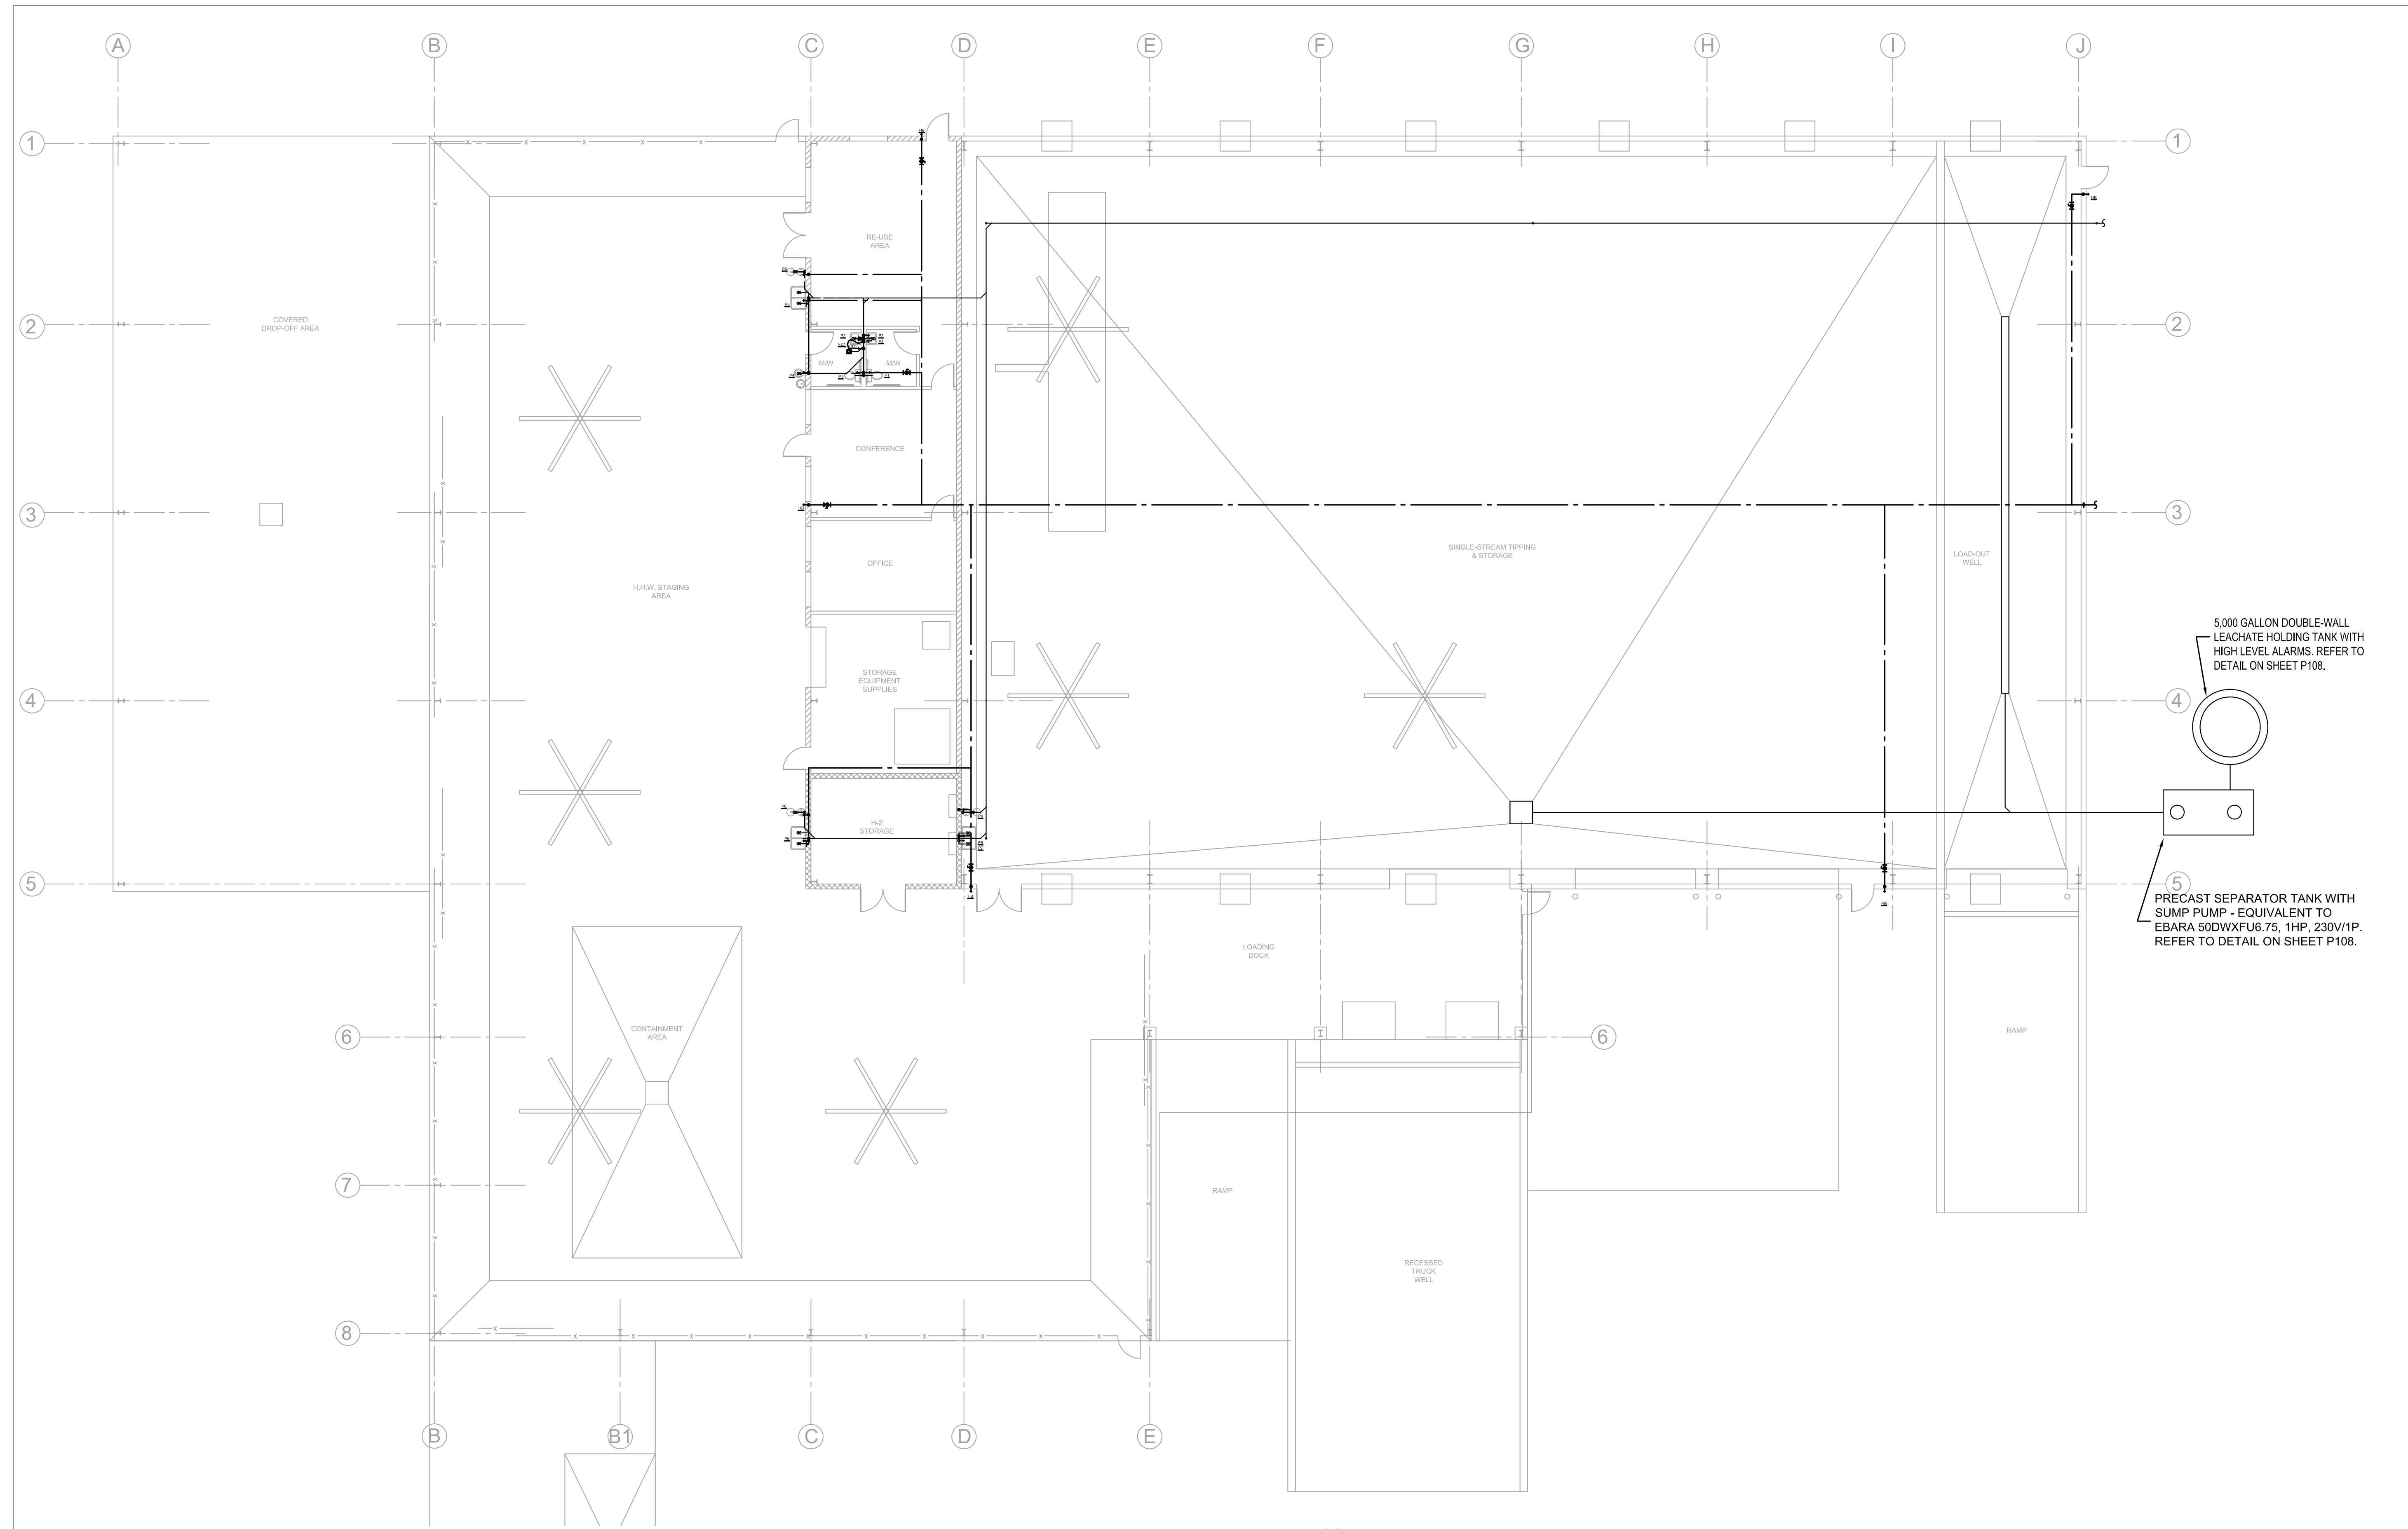 A
B
C
D
E
F
G
H
I
J
1
1
RE-USE
AREA
COVERED
DROP-OFF AREA
2
2
M/W
M/W
CONFERENCE
3
3
SINGLE-STREAM TIPPING
& STORAGE
LOAD-OUT
WELL
OFFICE
H.H.W. STAGING
AREA
5,000 GALLON DOUBLE-WALL
LEACHATE HOLDING TANK WITH
HIGH LEVEL ALARMS. REFER TO
DETAIL ON SHEET P108.
STORAGE
EQUIPMENT
SUPPLIES
4
4
H-2
STORAGE
5
5
PRECAST SEPARATOR TANK WITH
SUMP PUMP - EQUIVALENT TO
EBARA 50DWXFU6.75, 1HP, 230V/1P.
REFER TO DETAIL ON SHEET P108.
LOADING
DOCK
CONTAINMENT
AREA
RAMP
6
6
7
RAMP
RECESSED
TRUCK
WELL
8
B
B1
C
D
E